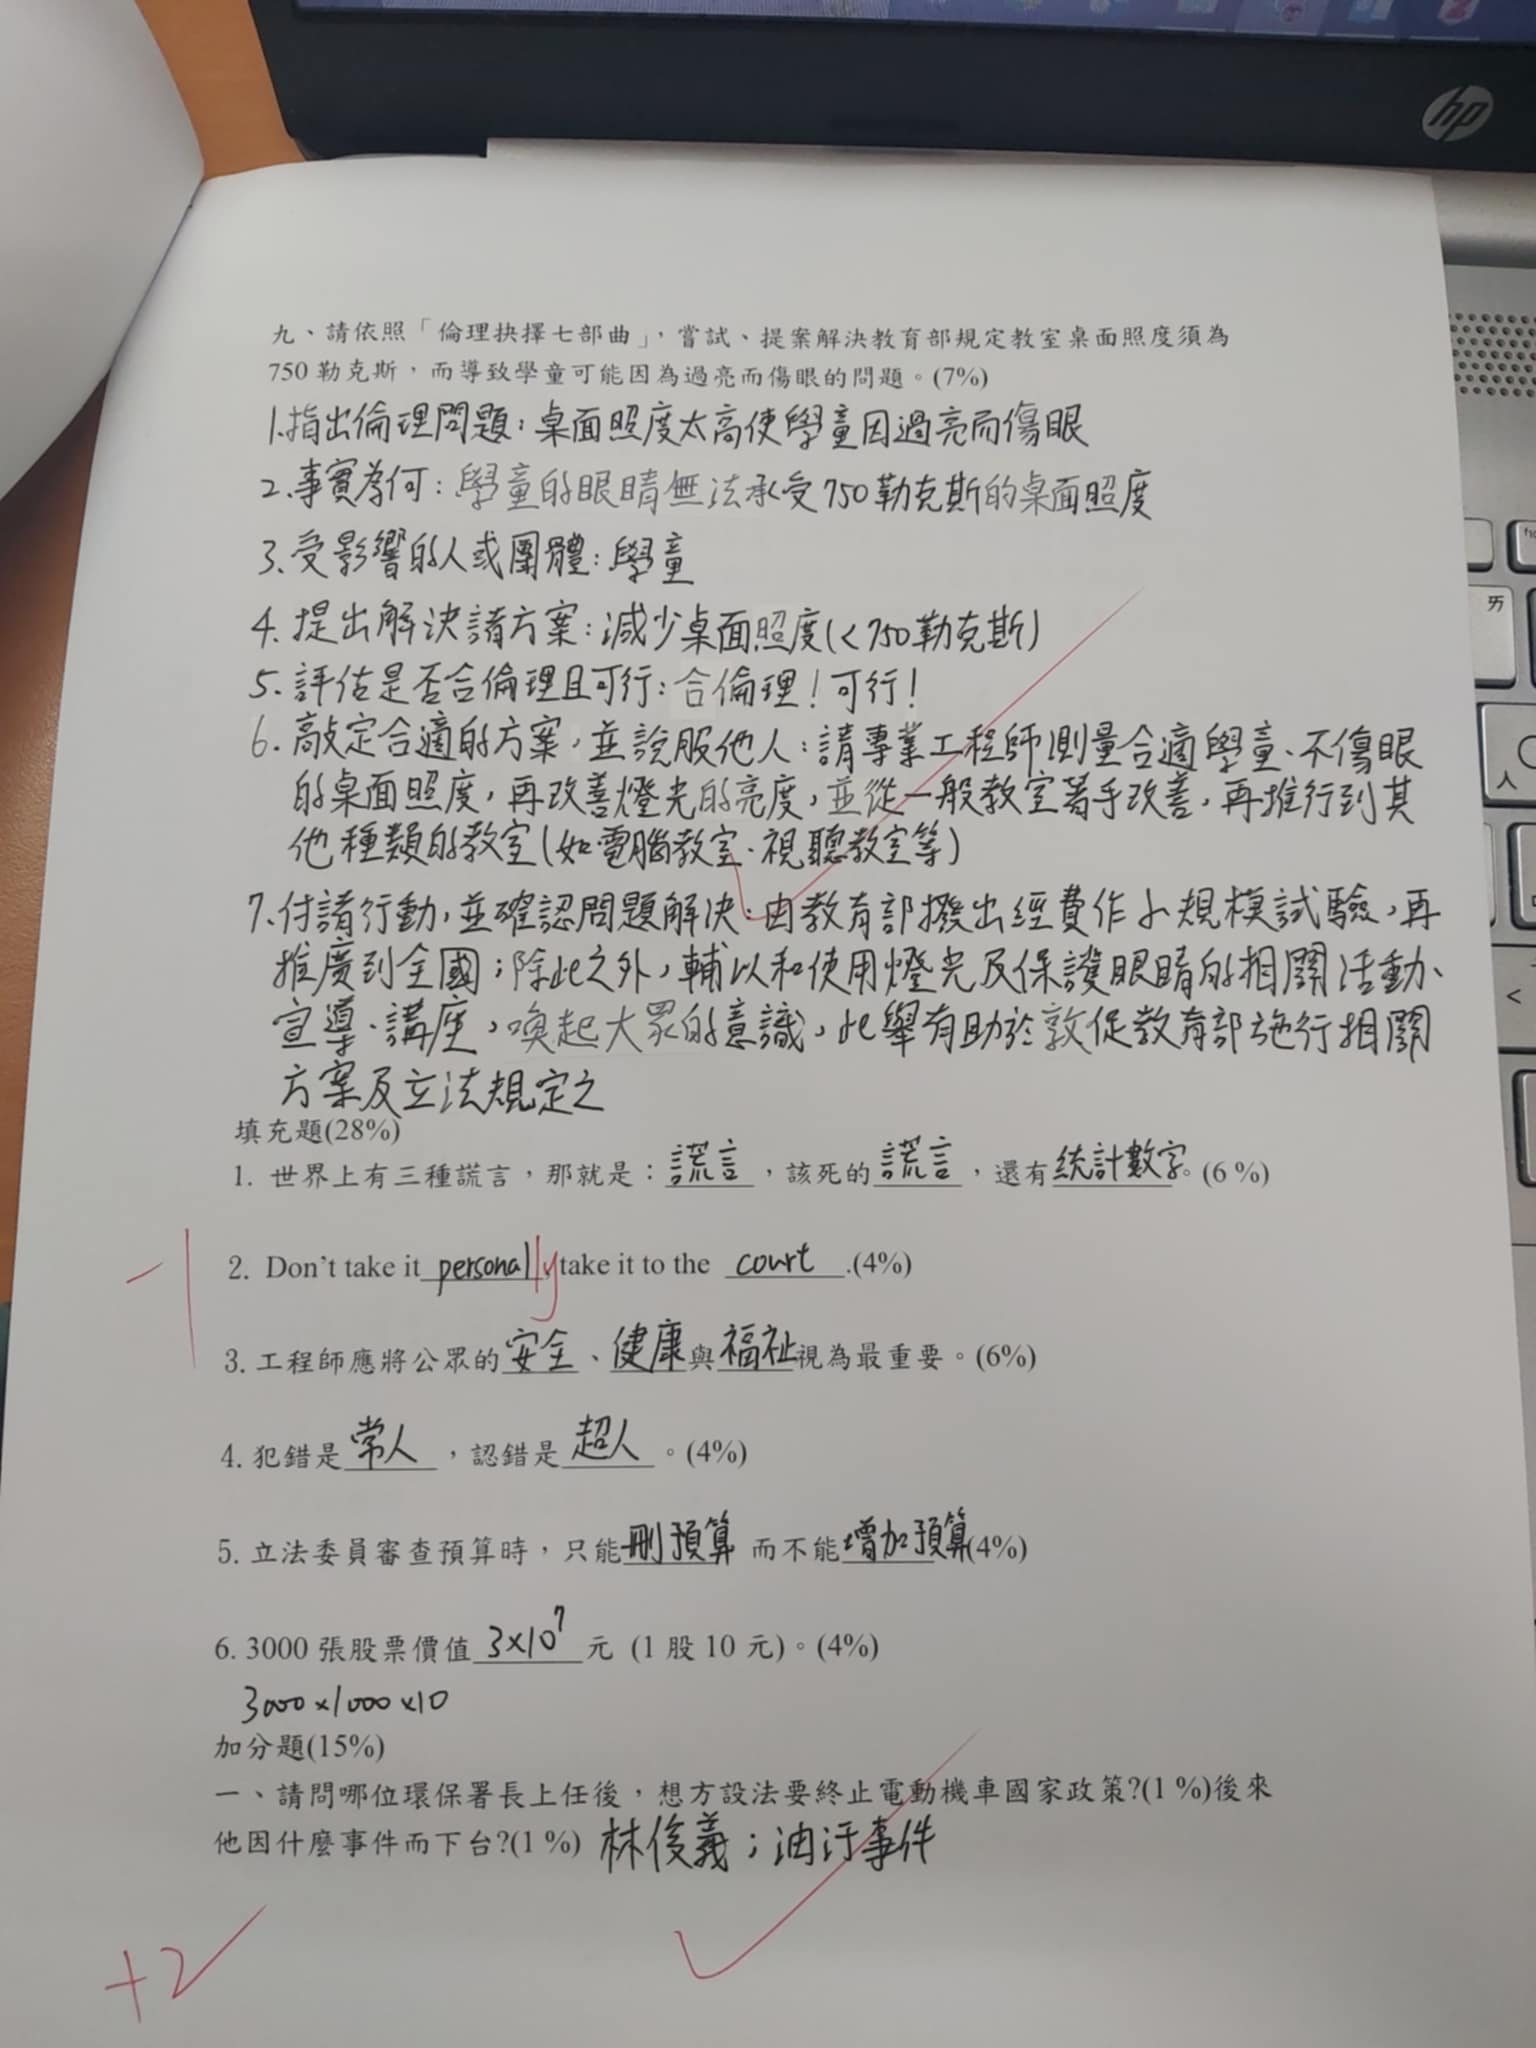 hp
九、請依照「倫理抉擇七部曲」,嘗試、提案解決教育部規定教室桌面照度須為
750 勒克斯,而導致學童可能因為過亮而傷眼的問題。(7%)
1.指出倫理問題:桌面照度太高使學童因過亮而傷眼
2.事實為何:學童的眼睛無法承受750勒克斯的桌面照度
3.受影響的人或團體:學童
4.提出解決諸方案:減少桌面照度(<750勒克斯)
5.評估是否合倫理且可行:合倫理!可行!
6.敲定合適的方案,並說服他人:請專業工程師測量合適學童、不傷眼
的桌面照度,再改善燈光的亮度,並從一般教室著手改善,再推行到其
他種類的教室(如電腦教室、視聽教室等)
7.付諸行動,並確認問題解決:由教育部撥出經費作小規模試驗,再
推廣到全國;除此之外,輔以和使用燈光及保護眼睛的相關活動、
宣導、講座,喚起大眾的意識,此舉有助於敦促教育部施行相關
方案及立法規定之
填充題(28%)
1. 世界上有三種謊言,那就是:謊言,該死的謊言,還有統計數字。(6 %)
-1
2. Don't take it personally, take it to the court.(4%)
3. 工程師應將公眾的安全、健康與福祉視為最重要。(6%)
4. 犯錯是常人,認錯是超人。(4%)
5. 立法委員審查預算時,只能刪預算 而不能增加預算(4%)
6. 3000 張股票價值3×10⁷元 (1 股 10 元)。(4%)
3000×1000×10
加分題(15%)
一、請問哪位環保署長上任後,想方設法要終止電動機車國家政策?(1 %)後來
他因什麼事件而下台?(1 %) 林俊義;油汙事件
+2